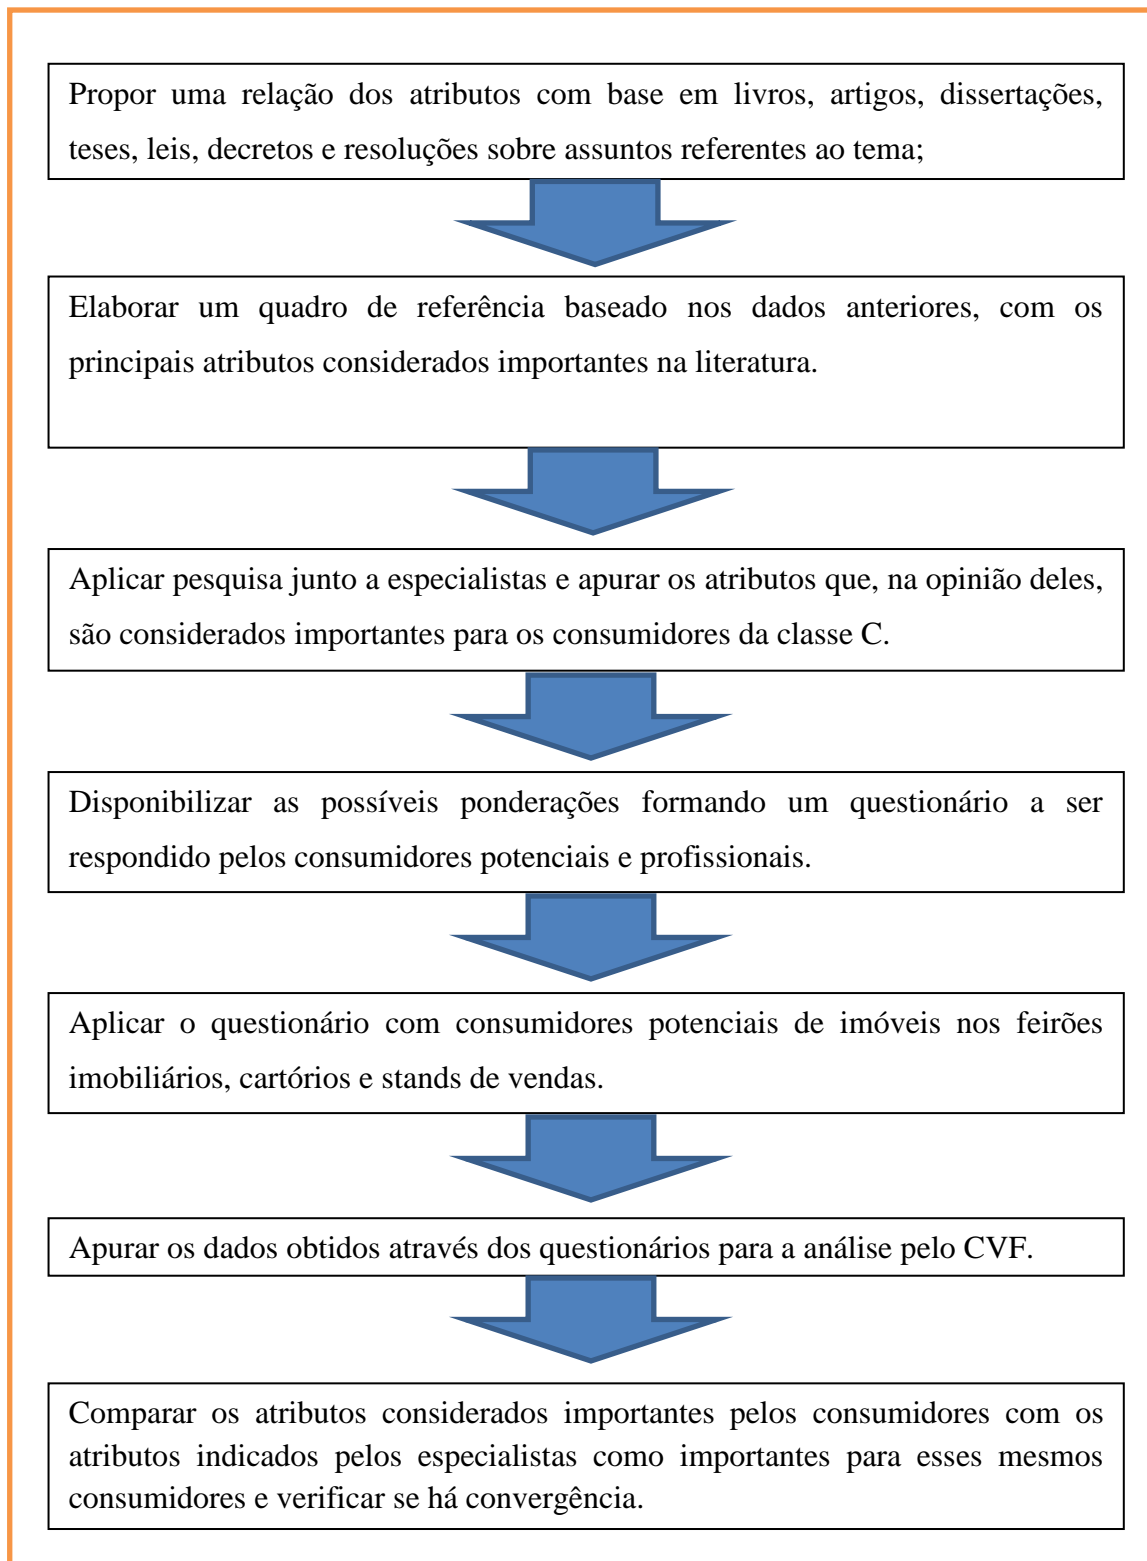 Propor uma relação dos atributos com base em livros, artigos, dissertações,
teses, leis, decretos e resoluções sobre assuntos referentes ao tema;
Elaborar um quadro de referência baseado nos dados anteriores, com os
principais atributos considerados importantes na literatura.
Aplicar pesquisa junto a especialistas e apurar os atributos que, na opinião deles,
são considerados importantes para os consumidores da classe C.
Disponibilizar as possíveis ponderações formando um questionário a ser
respondido pelos consumidores potenciais e profissionais.
Aplicar o questionário com consumidores potenciais de imóveis nos feirões
imobiliários, cartórios e stands de vendas.
Apurar os dados obtidos através dos questionários para a análise pelo CVF.
Comparar os atributos considerados importantes pelos consumidores com os
atributos indicados pelos especialistas como importantes para esses mesmos
consumidores e verificar se há convergência.